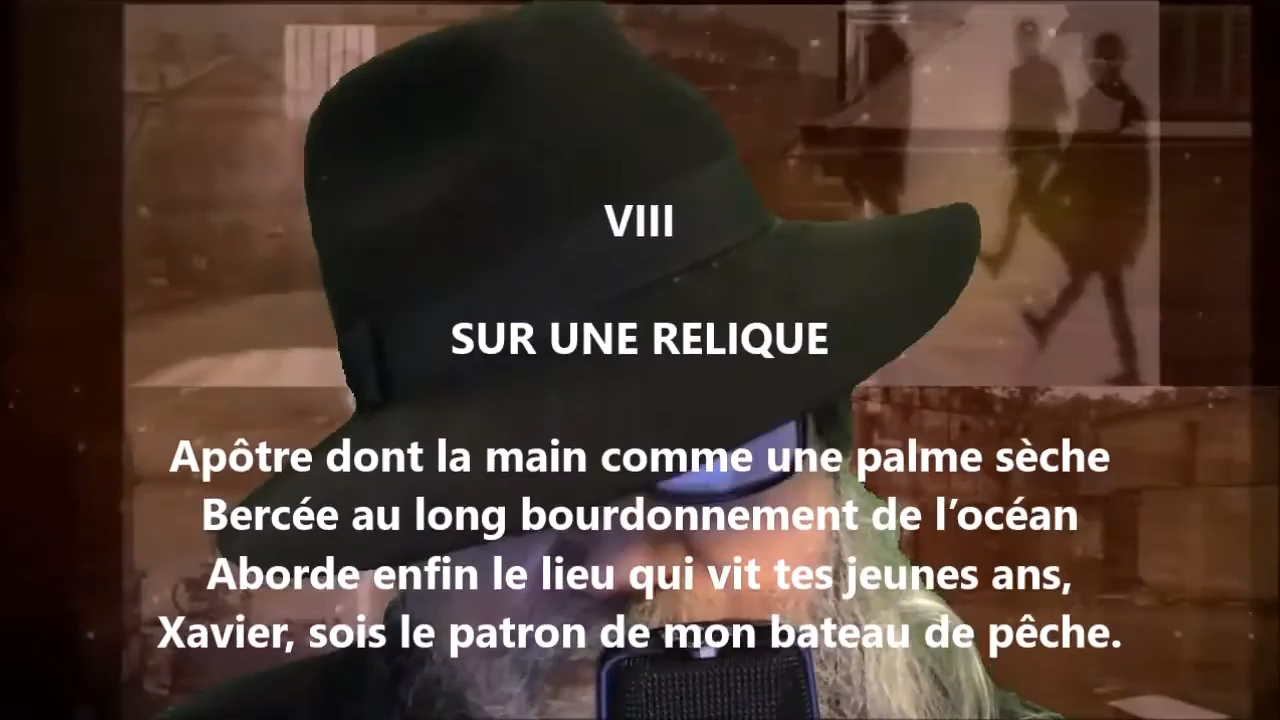 VIII
SUR UNE RELIQUE
Apôtre dont la main comme une palme sèche
Bercée au long bourdonnement de l’océan
Aborde enfin le lieu qui vit tes jeunes ans,
Xavier, sois le patron de mon bateau de pêche.